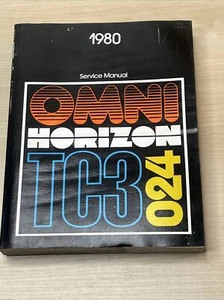 1980
Service Manual
OMNI
HORIZON
TC3
024